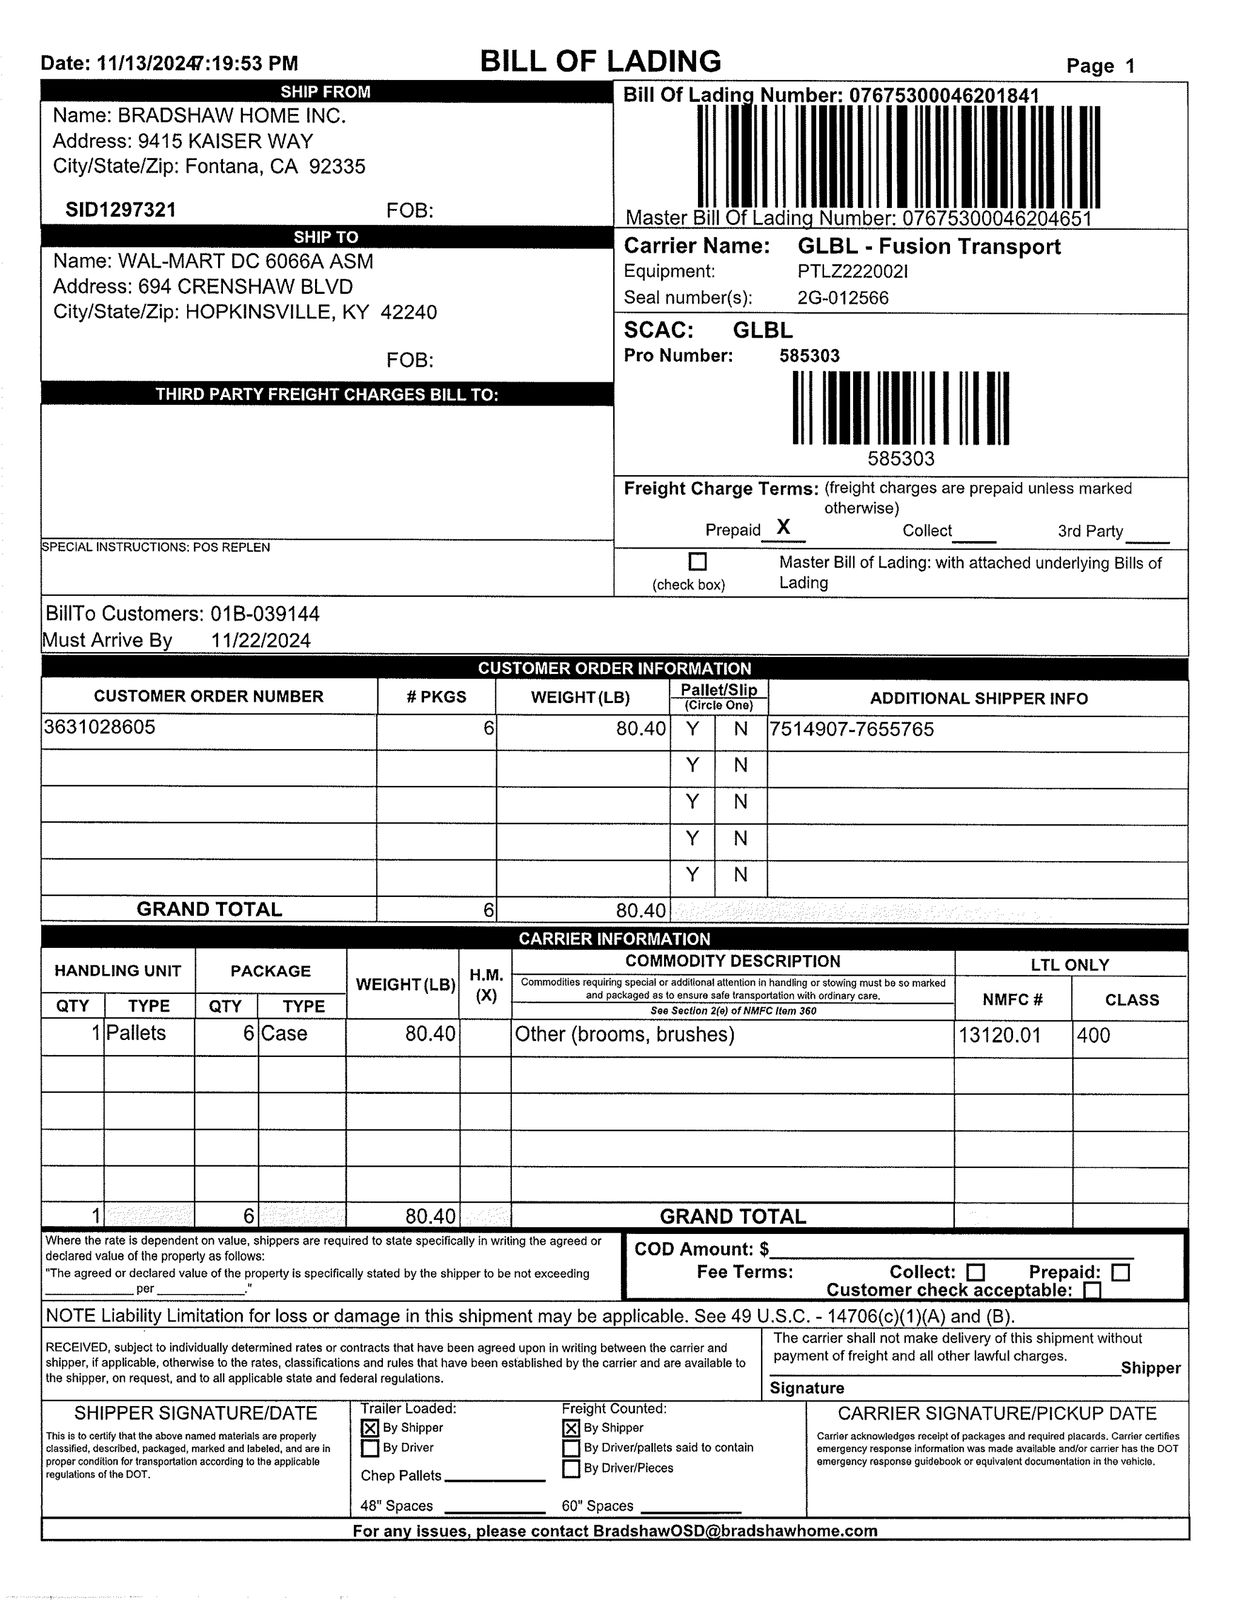 Date: 11/13/2024 7:19:53 PM
BILL OF LADING
Page 1
SHIP FROM
Name: BRADSHAW HOME INC.
Address: 9415 KAISER WAY
City/State/Zip: Fontana, CA 92335
SID1297321 FOB:
Bill Of Lading Number: 07675300046201841
Master Bill Of Lading Number: 07675300046204651
SHIP TO
Name: WAL-MART DC 6066A ASM
Address: 694 CRENSHAW BLVD
City/State/Zip: HOPKINSVILLE, KY 42240
FOB:
Carrier Name: GLBL - Fusion Transport
Equipment: PTLZ222002I
Seal number(s): 2G-012566
SCAC: GLBL
Pro Number: 585303
585303
THIRD PARTY FREIGHT CHARGES BILL TO:
SPECIAL INSTRUCTIONS: POS REPLEN
Freight Charge Terms: (freight charges are prepaid unless marked
otherwise)
Prepaid X Collect 3rd Party
(check box)
Master Bill of Lading: with attached underlying Bills of
Lading
BillTo Customers: 01B-039144
Must Arrive By 11/22/2024
CUSTOMER ORDER INFORMATION
CUSTOMER ORDER NUMBER # PKGS WEIGHT (LB) Pallet/Slip (Circle One) ADDITIONAL SHIPPER INFO
3631028605 6 80.40 Y N 7514907-7655765
Y N
Y N
Y N
Y N
GRAND TOTAL 6 80.40
CARRIER INFORMATION
HANDLING UNIT PACKAGE WEIGHT (LB) H.M. (X) COMMODITY DESCRIPTION LTL ONLY
Commodities requiring special or additional attention in handling or stowing must be so marked
and packaged as to ensure safe transportation with ordinary care.
See Section 2(e) of NMFC Item 360
QTY TYPE QTY TYPE NMFC # CLASS
1 Pallets 6 Case 80.40 Other (brooms, brushes) 13120.01 400
1 6 80.40 GRAND TOTAL
Where the rate is dependent on value, shippers are required to state specifically in writing the agreed or
declared value of the property as follows:
"The agreed or declared value of the property is specifically stated by the shipper to be not exceeding
_______________ per _______________."
COD Amount: $
Fee Terms: Collect: Prepaid:
Customer check acceptable:
NOTE Liability Limitation for loss or damage in this shipment may be applicable. See 49 U.S.C. - 14706(c)(1)(A) and (B).
RECEIVED, subject to individually determined rates or contracts that have been agreed upon in writing between the carrier and
shipper, if applicable, otherwise to the rates, classifications and rules that have been established by the carrier and are available to
the shipper, on request, and to all applicable state and federal regulations.
The carrier shall not make delivery of this shipment without
payment of freight and all other lawful charges.
Shipper
Signature
SHIPPER SIGNATURE/DATE
This is to certify that the above named materials are properly
classified, described, packaged, marked and labeled, and are in
proper condition for transportation according to the applicable
regulations of the DOT.
Trailer Loaded:
X By Shipper
By Driver
Chep Pallets
48" Spaces
Freight Counted:
X By Shipper
By Driver/pallets said to contain
By Driver/Pieces
60" Spaces
CARRIER SIGNATURE/PICKUP DATE
Carrier acknowledges receipt of packages and required placards. Carrier certifies
emergency response information was made available and/or carrier has the DOT
emergency response guidebook or equivalent documentation in the vehicle.
For any issues, please contact BradshawOSD@bradshawhome.com